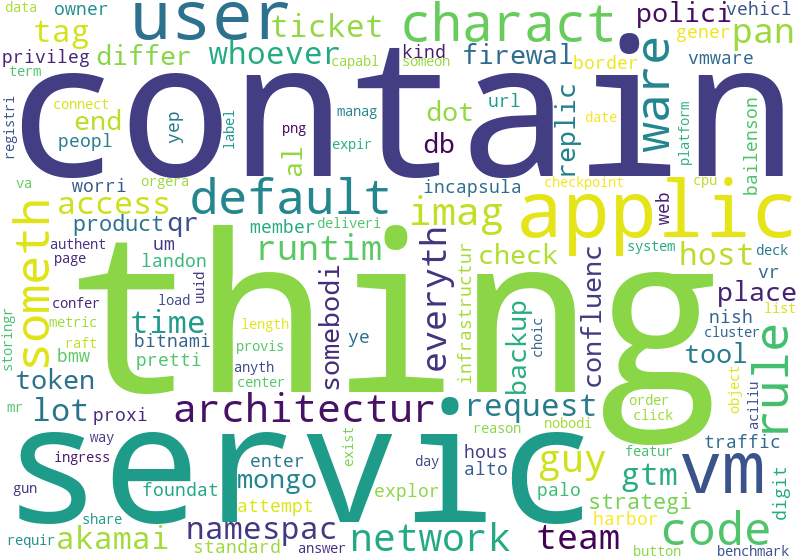 data owner user ticket charact polici vehicl
tag gener pan
privileg differ whoever kind firewal border vmware
term capabl someon
contain
registri connect peopl yep label png manag expir al dot end db url replic date ware platform bailenson
va orgera worri incapsula checkpoint cpu web
someth access default imag applic
product qr member deliveri
authent um runtim check system host deck
page landon everyth confluenc vr
thing
confer load uuid somebodi infrastructur place
metric time length ye nish list
storingr raft bitnami provis backup choic cluster
bmw pretti anyth center tool rule
token object aciliu
mr lot proxi architectur request order click
way reason nobodi traffic
servic
ingress exist day enter hous alto guy featur vm
gun foundat mongo explor palo gtm digit
attempt strategi
share namespac harbor
requir akamai standard answer network team button code benchmark